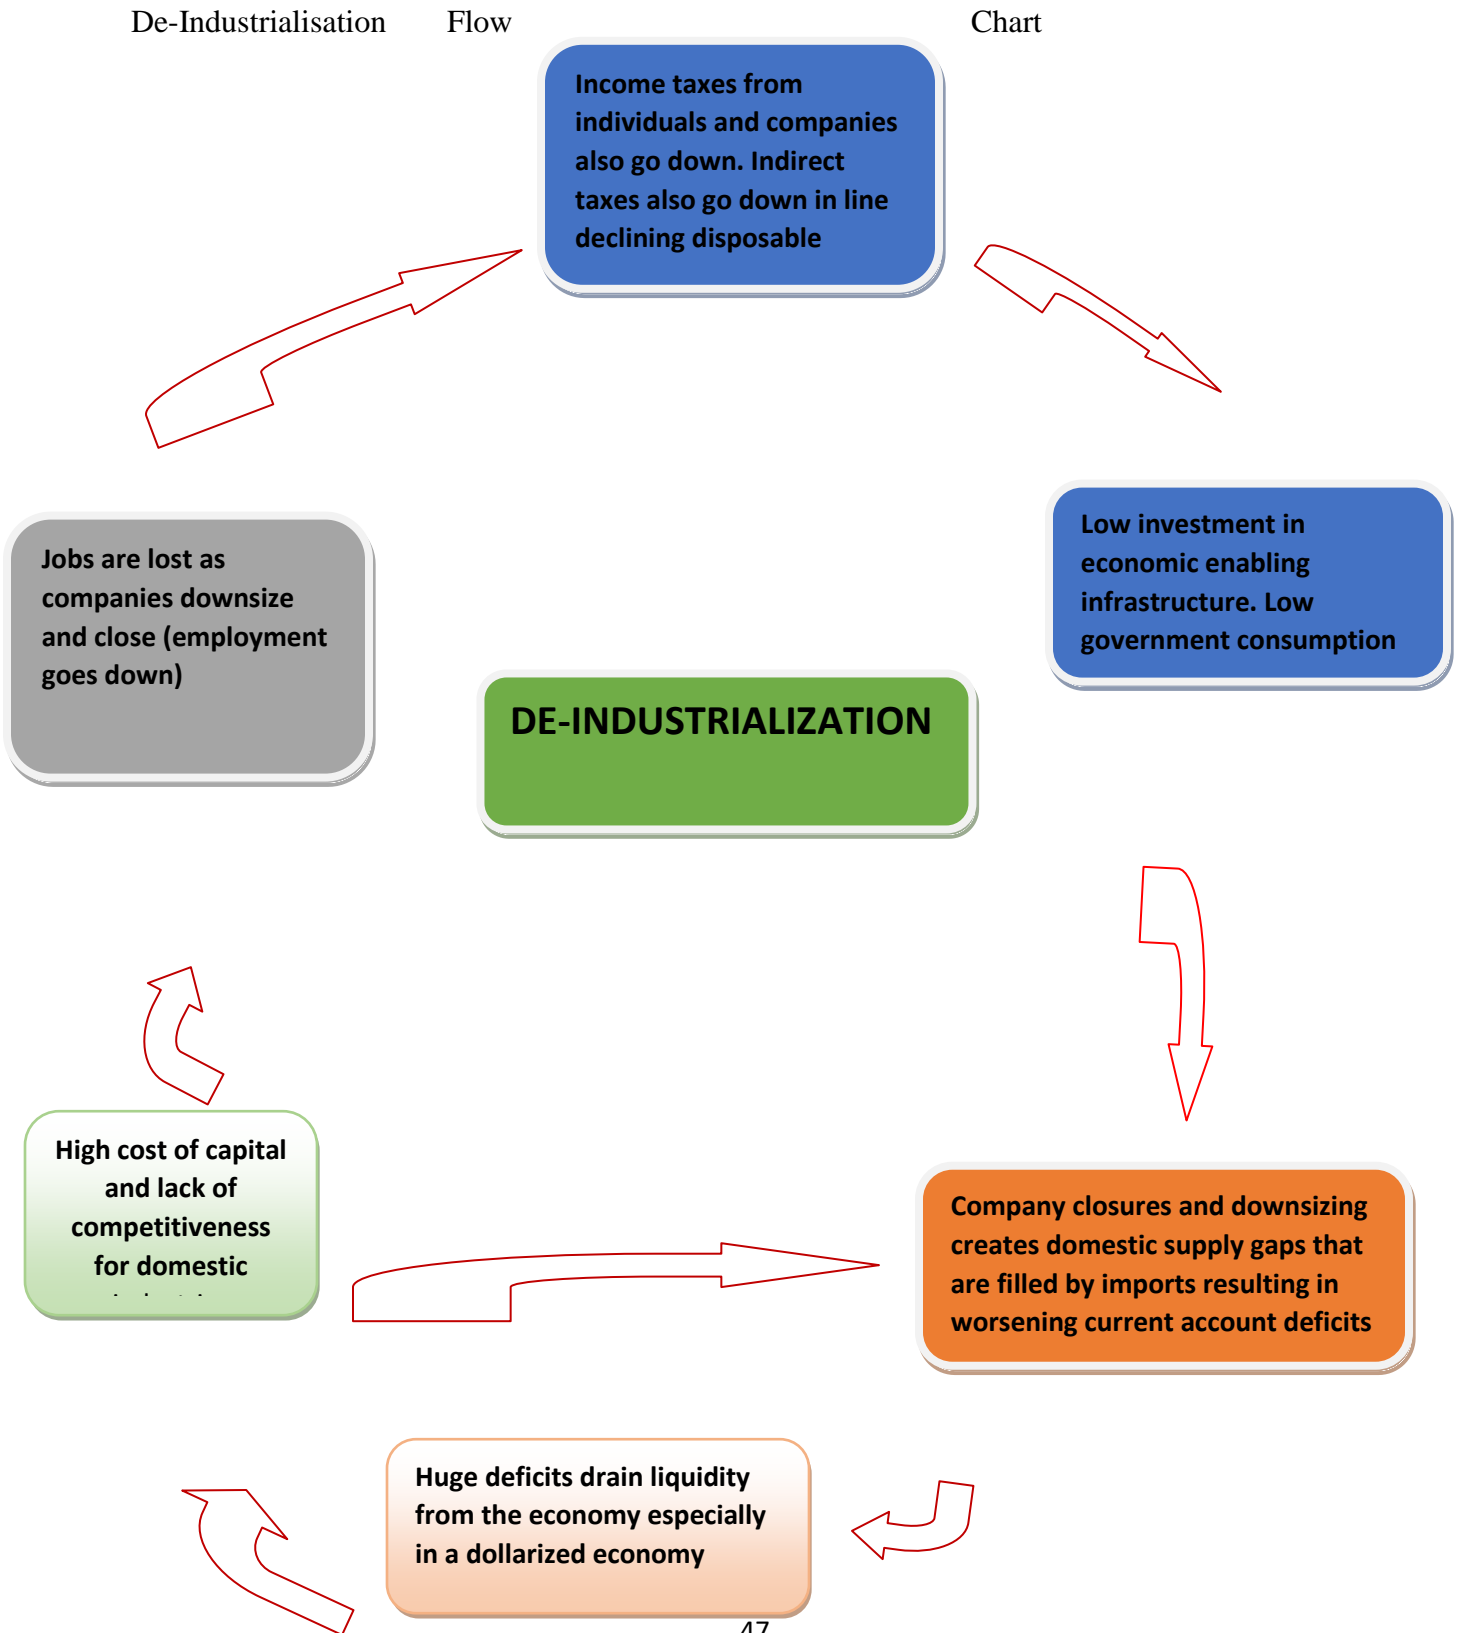 De-Industrialisation Flow Chart
Income taxes from
individuals and companies
also go down. Indirect
taxes also go down in line
declining disposable
Low investment in
economic enabling
infrastructure. Low
government consumption
Jobs are lost as
companies downsize
and close (employment
goes down)
DE-INDUSTRIALIZATION
High cost of capital
and lack of
competitiveness
for domestic
Company closures and downsizing
creates domestic supply gaps that
are filled by imports resulting in
worsening current account deficits
Huge deficits drain liquidity
from the economy especially
in a dollarized economy
47